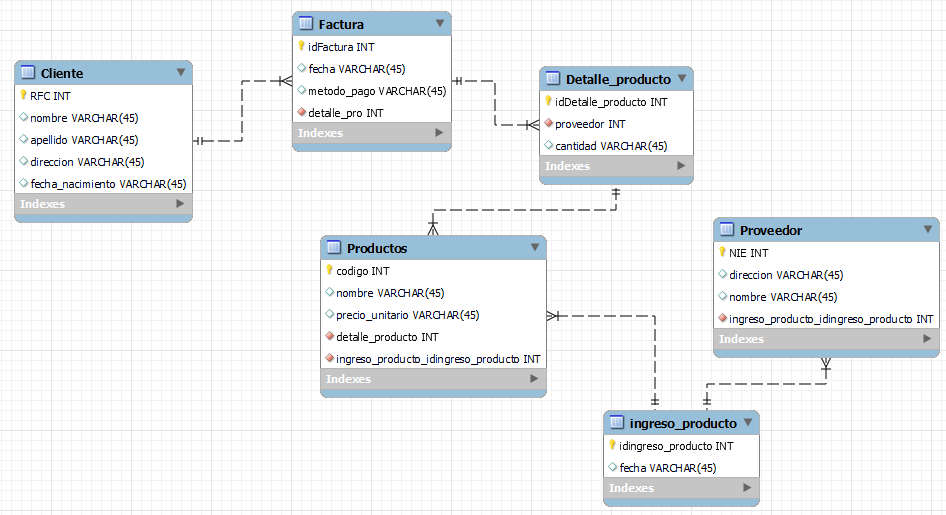 Factura
idFactura INT
fecha VARCHAR(45)
metodo_pago VARCHAR(45)
detalle_pro INT
Indexes
Cliente
RFC INT
nombre VARCHAR(45)
apellido VARCHAR(45)
direccion VARCHAR(45)
fecha_nacimiento VARCHAR(45)
Indexes
Detalle_producto
idDetalle_producto INT
proveedor INT
cantidad VARCHAR(45)
Indexes
Productos
codigo INT
nombre VARCHAR(45)
precio_unitario VARCHAR(45)
detalle_producto INT
ingreso_producto_idingreso_producto INT
Indexes
Proveedor
NIE INT
direccion VARCHAR(45)
nombre VARCHAR(45)
ingreso_producto_idingreso_producto INT
Indexes
ingreso_producto
idingreso_producto INT
fecha VARCHAR(45)
Indexes